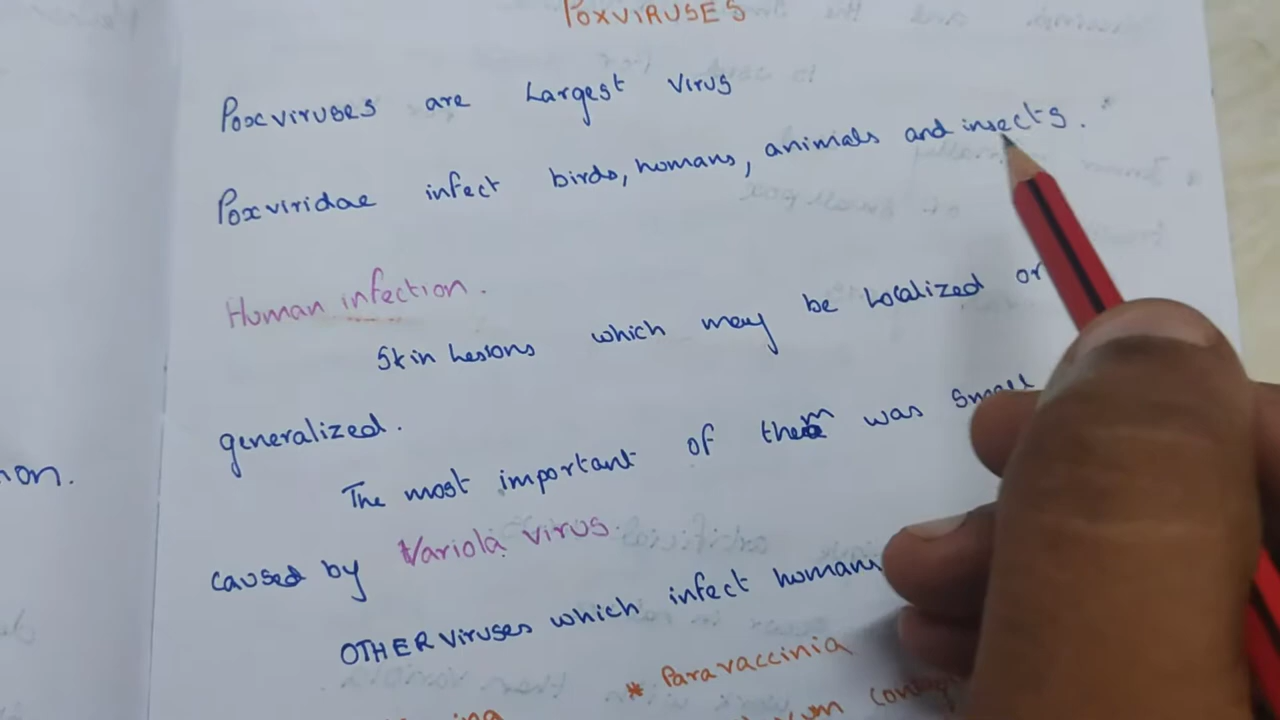 POXVIRUSES
Poxviruses are Largest Virus
Poxviridae infect birds, humans, animals and insects.
Human infection.
Skin Lesions which may be Localized or
generalized.
The most important of them was Small
caused by Variola virus.
OTHER viruses which infect humans
* Paravaccinia
non.